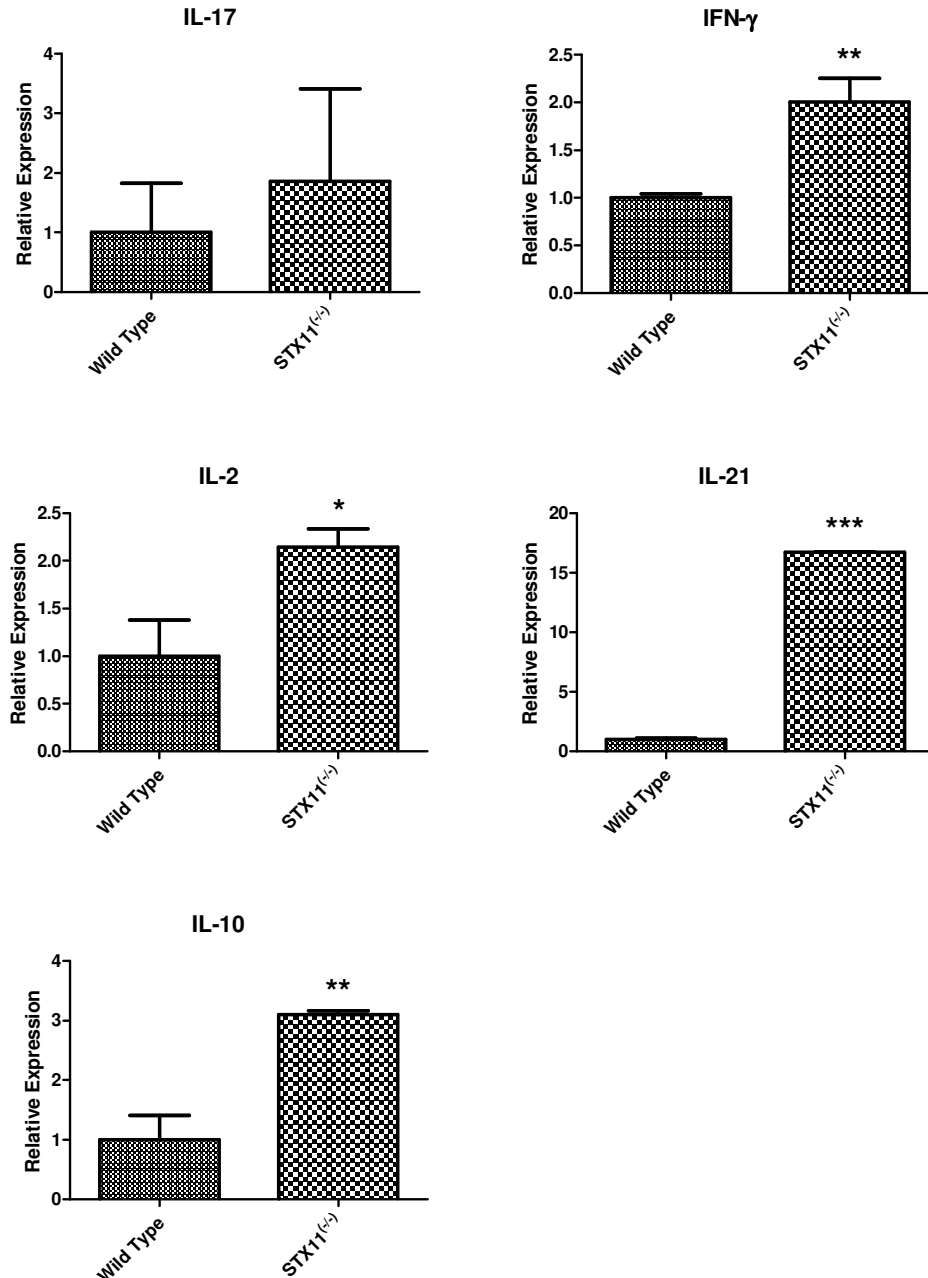 IL-17
Relative Expression
4
3
2
1
0
Wild Type
STX11(-/-)
IFN-γ
**
Relative Expression
2.5
2.0
1.5
1.0
0.5
0.0
Wild Type
STX11(-/-)
IL-2
*
Relative Expression
2.5
2.0
1.5
1.0
0.5
0.0
Wild Type
STX11(-/-)
IL-21
***
Relative Expression
20
15
10
5
0
Wild Type
STX11(-/-)
IL-10
**
Relative Expression
4
3
2
1
0
Wild Type
STX11(-/-)